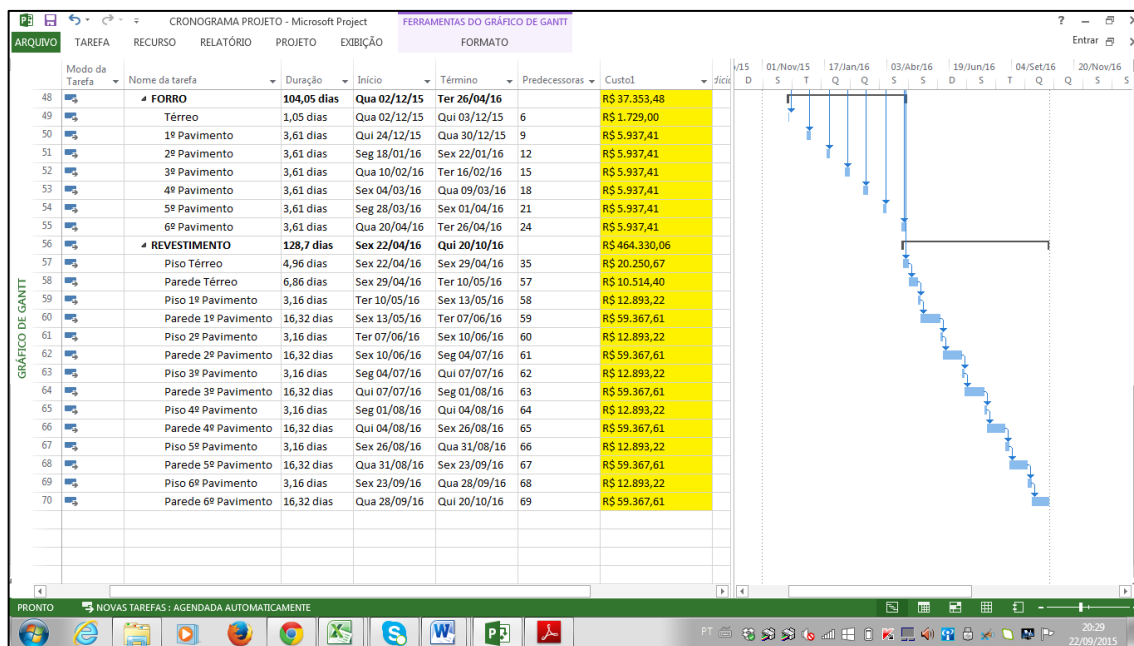 CRONOGRAMA PROJETO - Microsoft Project FERRAMENTAS DO GRÁFICO DE GANTT ?
ARQUIVO TAREFA RECURSO RELATÓRIO PROJETO EXIBIÇÃO FORMATO Entrar
Modo da Tarefa Nome da tarefa Duração Início Término Predecessoras Custo1
/15 01/Nov/15 17/Jan/16 03/Abr/16 19/Jun/16 04/Set/16 20/Nov/16
D S T Q Q S S D S T Q Q S S
48 FORRO 104,05 dias Qua 02/12/15 Ter 26/04/16 R$ 37.353,48
49 Térreo 1,05 dias Qua 02/12/15 Qui 03/12/15 6 R$ 1.729,00
50 1º Pavimento 3,61 dias Qui 24/12/15 Qua 30/12/15 9 R$ 5.937,41
51 2º Pavimento 3,61 dias Seg 18/01/16 Sex 22/01/16 12 R$ 5.937,41
52 3º Pavimento 3,61 dias Qua 10/02/16 Ter 16/02/16 15 R$ 5.937,41
53 4º Pavimento 3,61 dias Sex 04/03/16 Qua 09/03/16 18 R$ 5.937,41
54 5º Pavimento 3,61 dias Seg 28/03/16 Sex 01/04/16 21 R$ 5.937,41
55 6º Pavimento 3,61 dias Qua 20/04/16 Ter 26/04/16 24 R$ 5.937,41
56 REVESTIMENTO 128,7 dias Sex 22/04/16 Qui 20/10/16 R$ 464.330,06
57 Piso Térreo 4,96 dias Sex 22/04/16 Sex 29/04/16 35 R$ 20.250,67
58 Parede Térreo 6,86 dias Sex 29/04/16 Ter 10/05/16 57 R$ 10.514,40
59 Piso 1º Pavimento 3,16 dias Ter 10/05/16 Sex 13/05/16 58 R$ 12.893,22
60 Parede 1º Pavimento 16,32 dias Sex 13/05/16 Ter 07/06/16 59 R$ 59.367,61
61 Piso 2º Pavimento 3,16 dias Ter 07/06/16 Sex 10/06/16 60 R$ 12.893,22
62 Parede 2º Pavimento 16,32 dias Sex 10/06/16 Seg 04/07/16 61 R$ 59.367,61
63 Piso 3º Pavimento 3,16 dias Seg 04/07/16 Qui 07/07/16 62 R$ 12.893,22
64 Parede 3º Pavimento 16,32 dias Qui 07/07/16 Seg 01/08/16 63 R$ 59.367,61
65 Piso 4º Pavimento 3,16 dias Seg 01/08/16 Qui 04/08/16 64 R$ 12.893,22
66 Parede 4º Pavimento 16,32 dias Qui 04/08/16 Sex 26/08/16 65 R$ 59.367,61
67 Piso 5º Pavimento 3,16 dias Sex 26/08/16 Qua 31/08/16 66 R$ 12.893,22
68 Parede 5º Pavimento 16,32 dias Qua 31/08/16 Sex 23/09/16 67 R$ 59.367,61
69 Piso 6º Pavimento 3,16 dias Sex 23/09/16 Qua 28/09/16 68 R$ 12.893,22
70 Parede 6º Pavimento 16,32 dias Qua 28/09/16 Qui 20/10/16 69 R$ 59.367,61
GRÁFICO DE GANTT
PRONTO NOVAS TAREFAS : AGENDADA AUTOMATICAMENTE
PT 20:29
22/09/2015